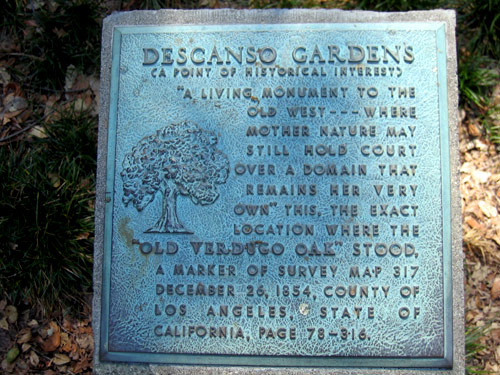 DESCANSO GARDENS
(A POINT OF HISTORICAL INTEREST)
"A LIVING MONUMENT TO THE
OLD WEST---WHERE
MOTHER NATURE MAY
STILL HOLD COURT
OVER A DOMAIN THAT
REMAINS HER VERY
OWN" THIS, THE EXACT
LOCATION WHERE THE
"OLD VERDUGO OAK" STOOD,
A MARKER OF SURVEY MAP 317
DECEMBER 26, 1854, COUNTY OF
LOS ANGELES, STATE OF
CALIFORNIA, PAGE 78-316.